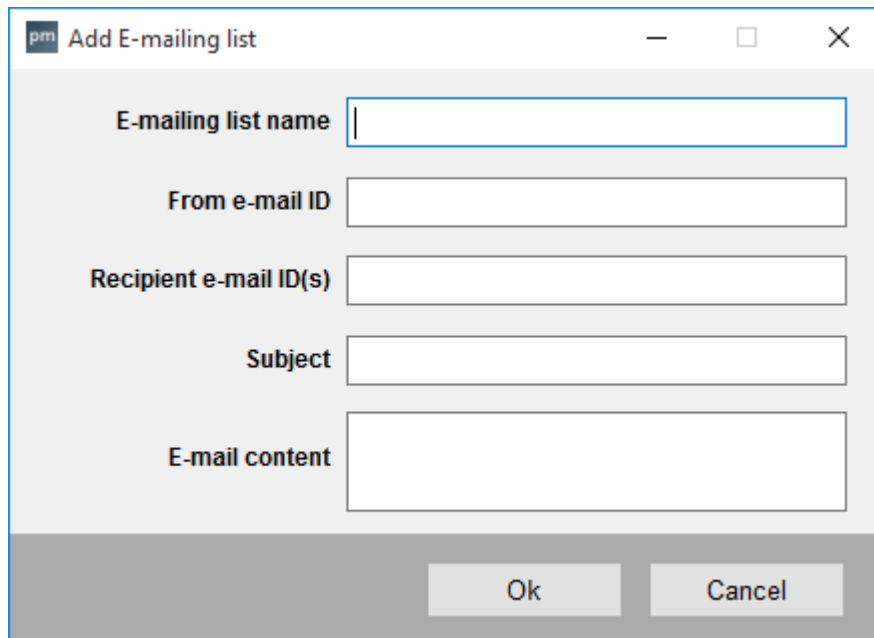 pm Add E-mailing list
E-mailing list name
From e-mail ID
Recipient e-mail ID(s)
Subject
E-mail content
Ok Cancel